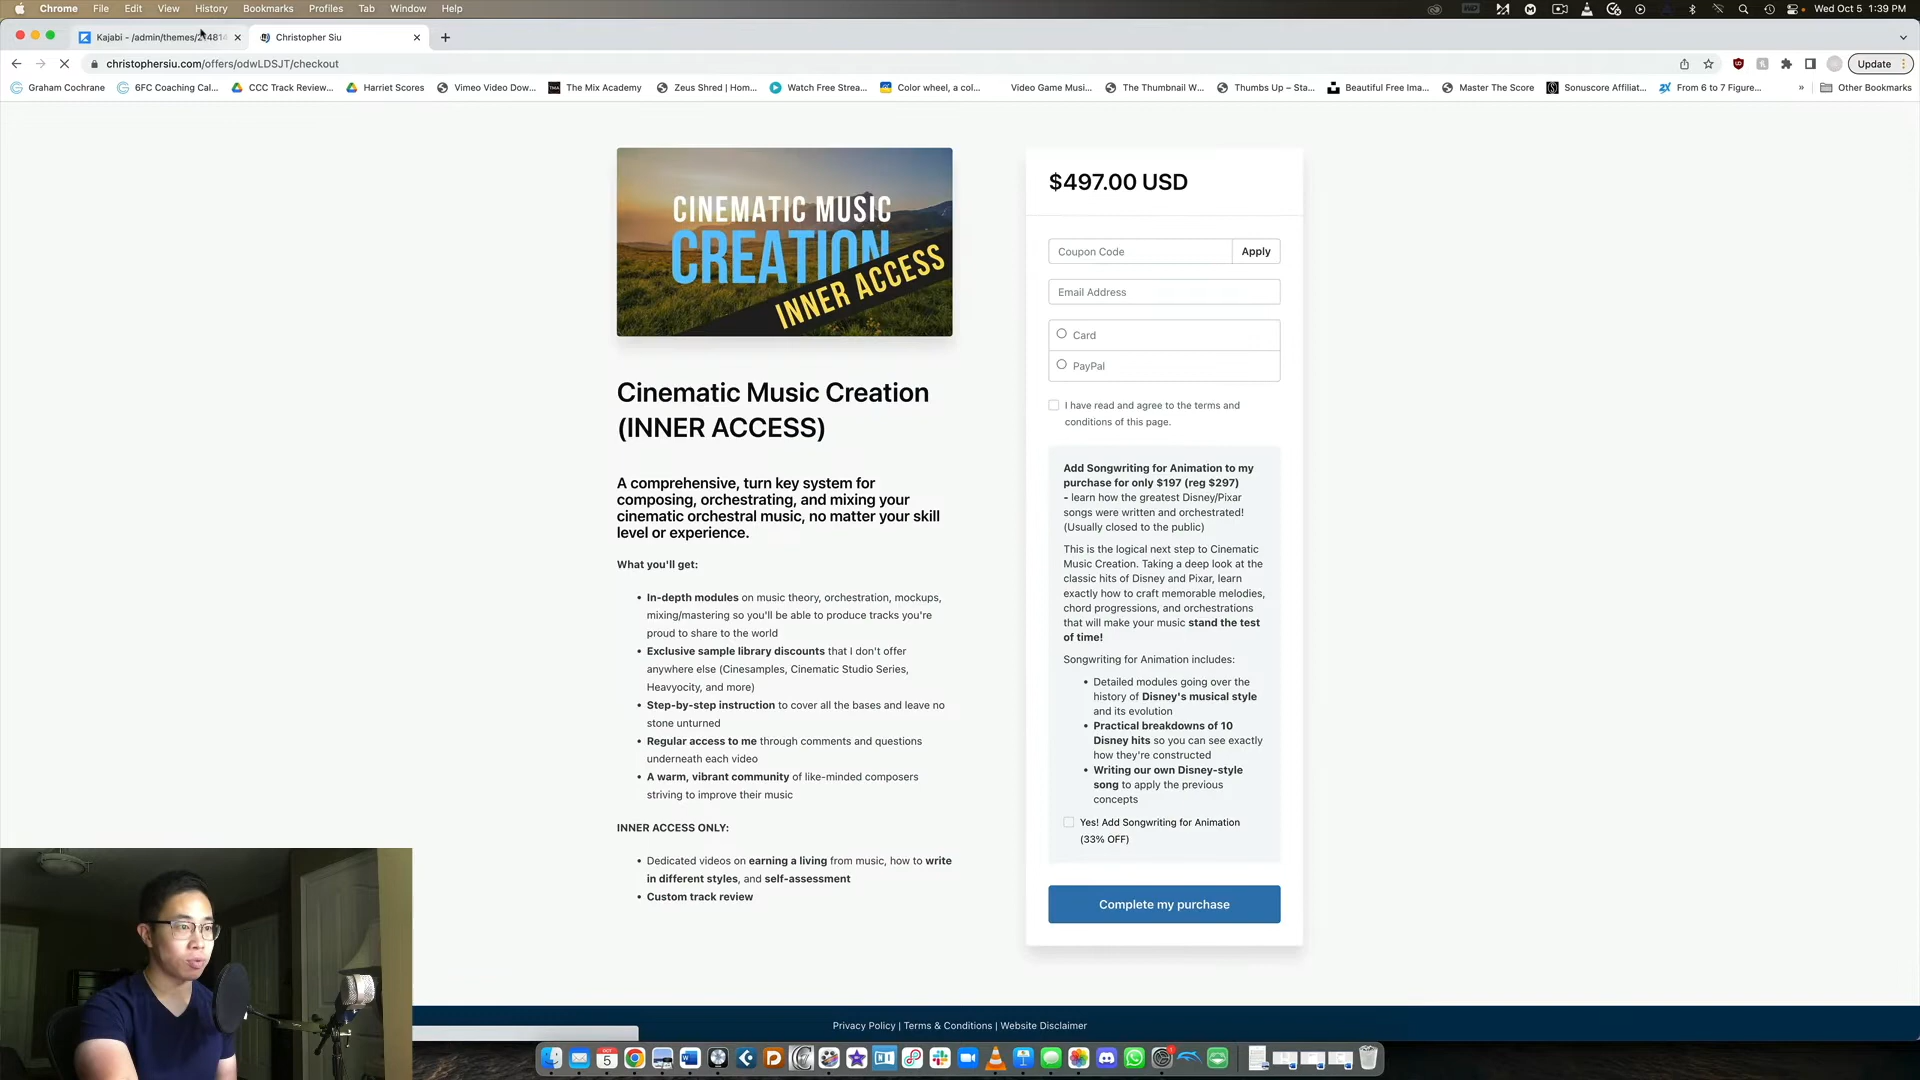 Chrome File Edit View History Bookmarks Profiles Tab Window Help
Wed Oct 5 1:39 PM
Kajabi - /admin/themes/
Christopher Siu
christophersiu.com/offers/odwLDSJT/checkout
Update
Graham Cochrane
6FC Coaching Cal...
CCC Track Review...
Harriet Scores
Vimeo Video Dow...
The Mix Academy
Zeus Shred | Hom...
Watch Free Strea...
Color wheel, a col...
Video Game Musi...
The Thumbnail W...
Thumbs Up – Sta...
Beautiful Free Ima...
Master The Score
Sonuscore Affiliat...
From 6 to 7 Figure...
»
Other Bookmarks
CINEMATIC MUSIC
CREATION
INNER ACCESS
Cinematic Music Creation
(INNER ACCESS)
A comprehensive, turn key system for
composing, orchestrating, and mixing your
cinematic orchestral music, no matter your skill
level or experience.
What you'll get:
• In-depth modules on music theory, orchestration, mockups,
mixing/mastering so you'll be able to produce tracks you're
proud to share to the world
• Exclusive sample library discounts that I don't offer
anywhere else (Cinesamples, Cinematic Studio Series,
Heavyocity, and more)
• Step-by-step instruction to cover all the bases and leave no
stone unturned
• Regular access to me through comments and questions
underneath each video
• A warm, vibrant community of like-minded composers
striving to improve their music
INNER ACCESS ONLY:
• Dedicated videos on earning a living from music, how to write
in different styles, and self-assessment
• Custom track review
$497.00 USD
Coupon Code
Apply
Email Address
Card
PayPal
I have read and agree to the terms and
conditions of this page.
Add Songwriting for Animation to my
purchase for only $197 (reg $297)
- learn how the greatest Disney/Pixar
songs were written and orchestrated!
(Usually closed to the public)
This is the logical next step to Cinematic
Music Creation. Taking a deep look at the
classic hits of Disney and Pixar, learn
exactly how to craft memorable melodies,
chord progressions, and orchestrations
that will make your music stand the test
of time!
Songwriting for Animation includes:
• Detailed modules going over the
history of Disney's musical style
and its evolution
• Practical breakdowns of 10
Disney hits so you can see exactly
how they're constructed
• Writing our own Disney-style
song to apply the previous
concepts
Yes! Add Songwriting for Animation
(33% OFF)
Complete my purchase
Privacy Policy | Terms & Conditions | Website Disclaimer